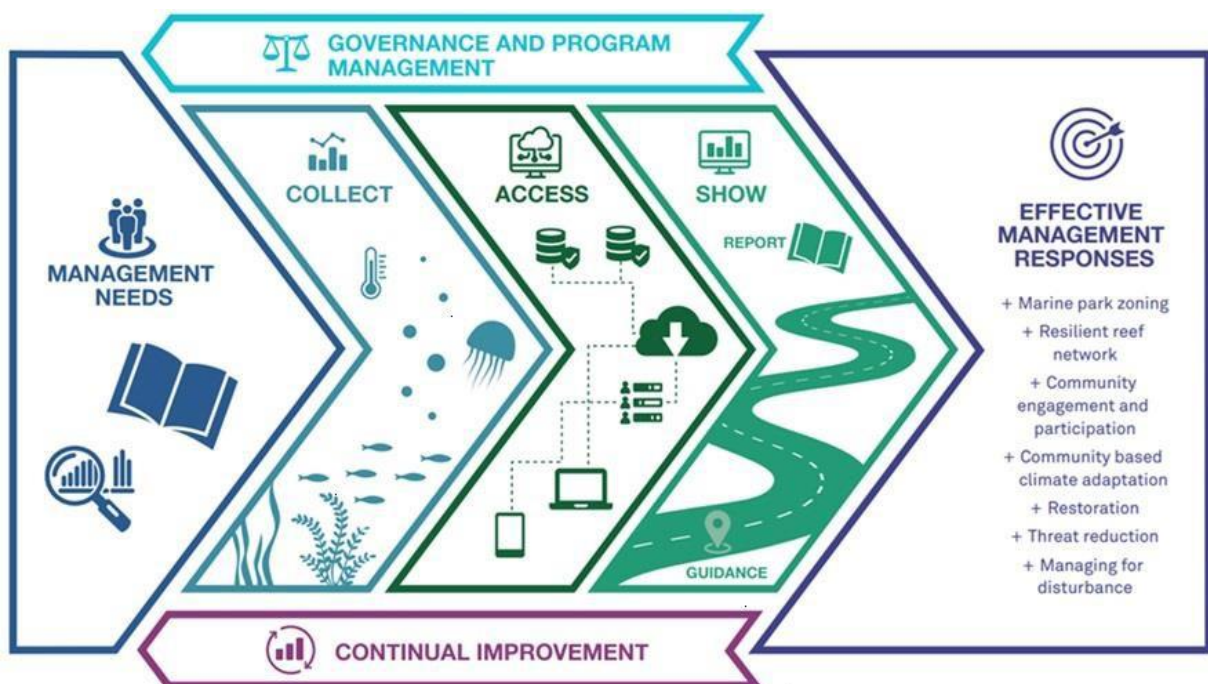 GOVERNANCE AND PROGRAM
MANAGEMENT
MANAGEMENT
NEEDS
COLLECT
ACCESS
SHOW
REPORT
GUIDANCE
EFFECTIVE
MANAGEMENT
RESPONSES
+ Marine park zoning
+ Resilient reef
network
+ Community
engagement and
participation
+ Community based
climate adaptation
+ Restoration
+ Threat reduction
+ Managing for
disturbance
CONTINUAL IMPROVEMENT